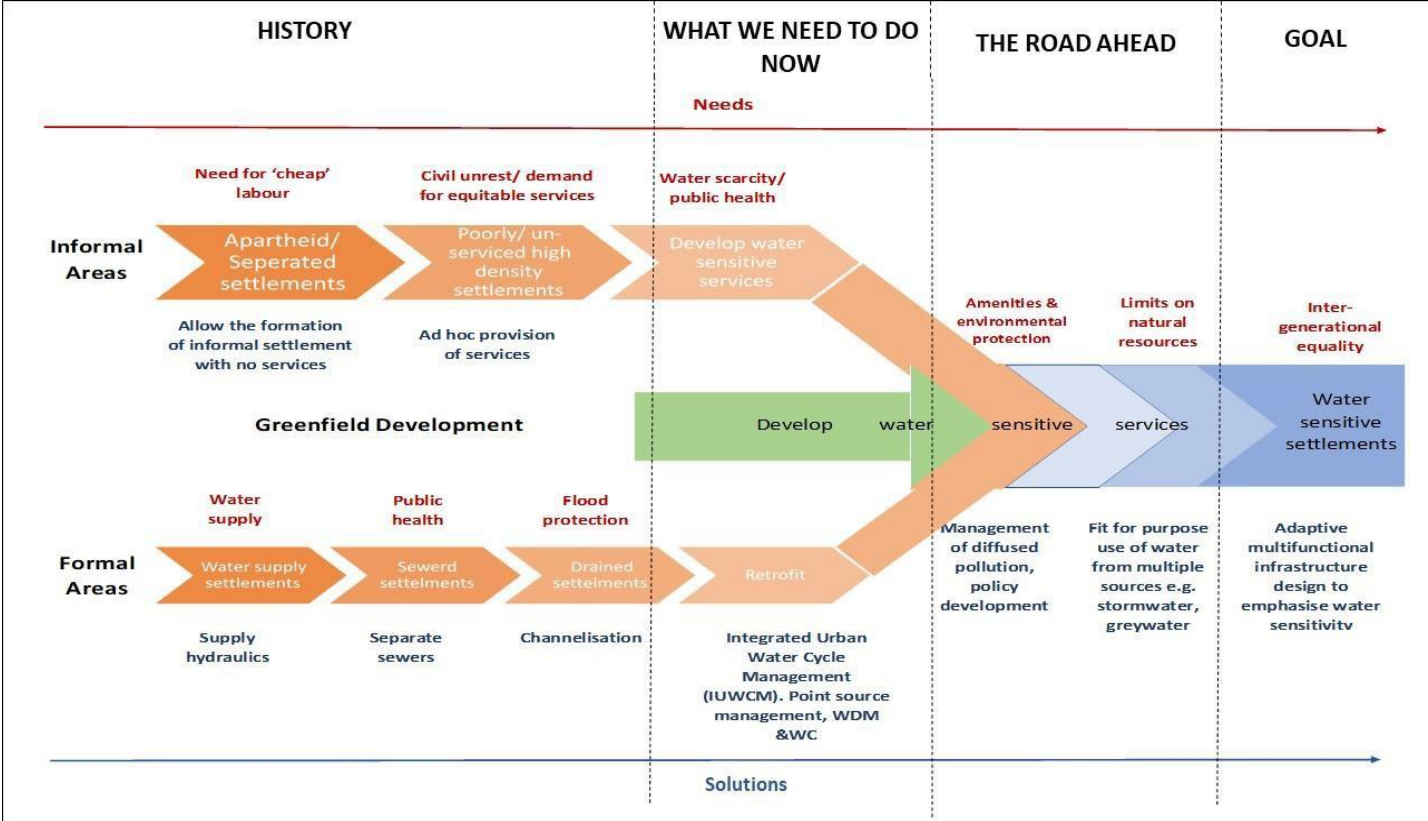 HISTORY
WHAT WE NEED TO DO
NOW
THE ROAD AHEAD
GOAL
Needs
Need for ‘cheap’
labour
Civil unrest/ demand
for equitable services
Water scarcity/
public health
Informal
Areas
Apartheid/
Seperated
settlements
Poorly/ un-
serviced high
density
settlements
Develop water
sensitive
services
Allow the formation
of informal settlement
with no services
Ad hoc provision
of services
Amenities &
environmental
protection
Limits on
natural
resources
Inter-
generational
equality
Greenfield Development
Develop water sensitive services
Water
sensitive
settlements
Water
supply
Public
health
Flood
protection
Formal
Areas
Water supply
settlements
Sewerd
settelments
Drained
settelments
Retrofit
Supply
hydraulics
Separate
sewers
Channelisation
Integrated Urban
Water Cycle
Management
(IUWCM). Point source
management, WDM
&WC
Management
of diffused
pollution,
policy
development
Fit for purpose
use of water
from multiple
sources e.g.
stormwater,
greywater
Adaptive
multifunctional
infrastructure
design to
emphasise water
sensitivity
Solutions